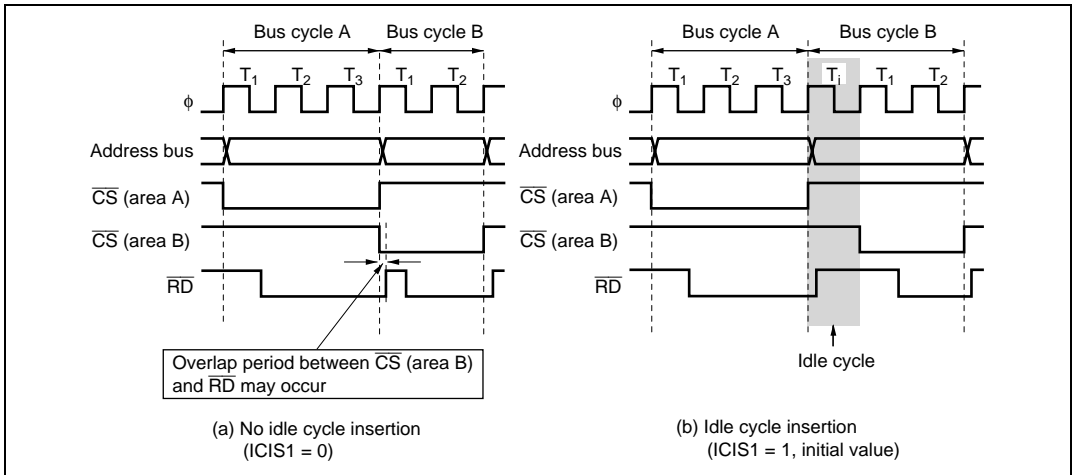 Bus cycle A
Bus cycle B
T1
T2
T3
T1
T2
φ
Address bus
CS (area A)
CS (area B)
RD
Overlap period between CS (area B)
and RD may occur
(a) No idle cycle insertion
(ICIS1 = 0)
Bus cycle A
Bus cycle B
T1
T2
T3
Ti
T1
T2
φ
Address bus
CS (area A)
CS (area B)
RD
Idle cycle
(b) Idle cycle insertion
(ICIS1 = 1, initial value)